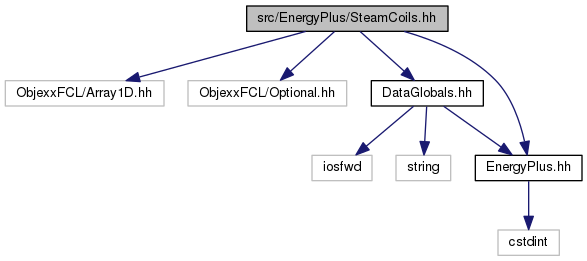 src/EnergyPlus/SteamCoils.hh
ObjexxFCL/Array1D.hh
ObjexxFCL/Optional.hh
DataGlobals.hh
iosfwd
string
EnergyPlus.hh
cstdint